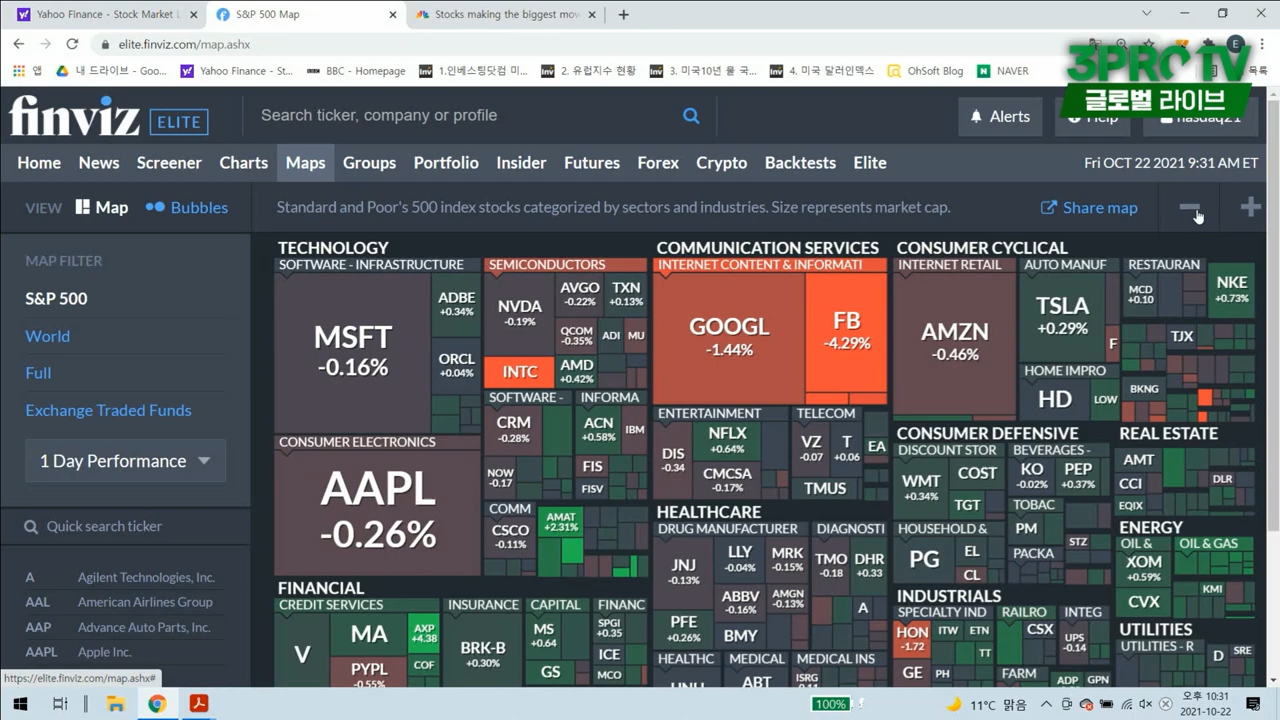 Yahoo Finance - Stock Market L
S&P 500 Map
Stocks making the biggest mov
elite.finviz.com/map.ashx
앱
내 드라이브 - Goo...
Yahoo Finance - St...
BBC - Homepage
1.인베스팅닷컴 미...
2. 유럽지수 현황
3. 미국10년 물 국...
4. 미국 달러인덱스
OhSoft Blog
NAVER
목록
3PRO TV
글로벌 라이브
finviz
ELITE
Search ticker, company or profile
Alerts
Help
nasdaq21
Home
News
Screener
Charts
Maps
Groups
Portfolio
Insider
Futures
Forex
Crypto
Backtests
Elite
Fri OCT 22 2021 9:31 AM ET
VIEW
Map
Bubbles
Standard and Poor's 500 index stocks categorized by sectors and industries. Size represents market cap.
Share map
MAP FILTER
S&P 500
World
Full
Exchange Traded Funds
1 Day Performance
Quick search ticker
A Agilent Technologies, Inc.
AAL American Airlines Group
AAP Advance Auto Parts, Inc.
AAPL Apple Inc.
https://elite.finviz.com/map.ashx#
TECHNOLOGY
SOFTWARE - INFRASTRUCTURE
MSFT
-0.16%
ADBE
+0.34%
ORCL
+0.04%
SEMICONDUCTORS
NVDA
-0.19%
AVGO
-0.22%
TXN
+0.13%
QCOM
-0.35%
ADI
MU
INTC
AMD
+0.42%
CONSUMER ELECTRONICS
AAPL
-0.26%
SOFTWARE -
CRM
-0.28%
NOW
-0.17
INFORMA
ACN
+0.58%
IBM
FIS
FISV
COMM
CSCO
-0.11%
AMAT
+2.31%
COMMUNICATION SERVICES
INTERNET CONTENT & INFORMATI
GOOGL
-1.44%
FB
-4.29%
ENTERTAINMENT
DIS
-0.34
NFLX
+0.64%
CMCSA
-0.17%
TELECOM
VZ
-0.07
T
+0.06
TMUS
EA
CONSUMER CYCLICAL
INTERNET RETAIL
AMZN
-0.46%
AUTO MANUF
TSLA
+0.29%
F
HOME IMPRO
HD
LOW
RESTAURAN
MCD
+0.10
NKE
+0.73%
TJX
BKNG
CONSUMER DEFENSIVE
DISCOUNT STOR
WMT
+0.34%
COST
TGT
BEVERAGES -
KO
-0.02%
PEP
+0.37%
HOUSEHOLD &
PG
EL
CL
TOBAC
PM
PACKA
STZ
REAL ESTATE
AMT
CCI
EQIX
DLR
HEALTHCARE
DRUG MANUFACTURER
JNJ
-0.13%
LLY
-0.04%
MRK
-0.15%
ABBV
-0.16%
AMGN
-0.13%
PFE
+0.26%
BMY
DIAGNOSTI
TMO
-0.18
DHR
+0.33
A
HEALTHC
UNH
MEDICAL
ABT
MEDICAL INS
ISRG
ENERGY
OIL &
XOM
+0.59%
CVX
OIL & GAS
KMI
FINANCIAL
CREDIT SERVICES
V
MA
AXP
+4.38
PYPL
-0.55%
COF
INSURANCE
BRK-B
+0.30%
CAPITAL
MS
+0.64
GS
FINANC
SPGI
+0.35
ICE
MCO
INDUSTRIALS
SPECIALTY IND
HON
-1.72
ITW
ETN
TT
GE
PH
RAILRO
CSX
FARM
INTEG
UPS
-0.14
ADP
GPN
UTILITIES
UTILITIES - R
D
SRE
100%
11°C 맑음
오후 10:31
2021-10-22